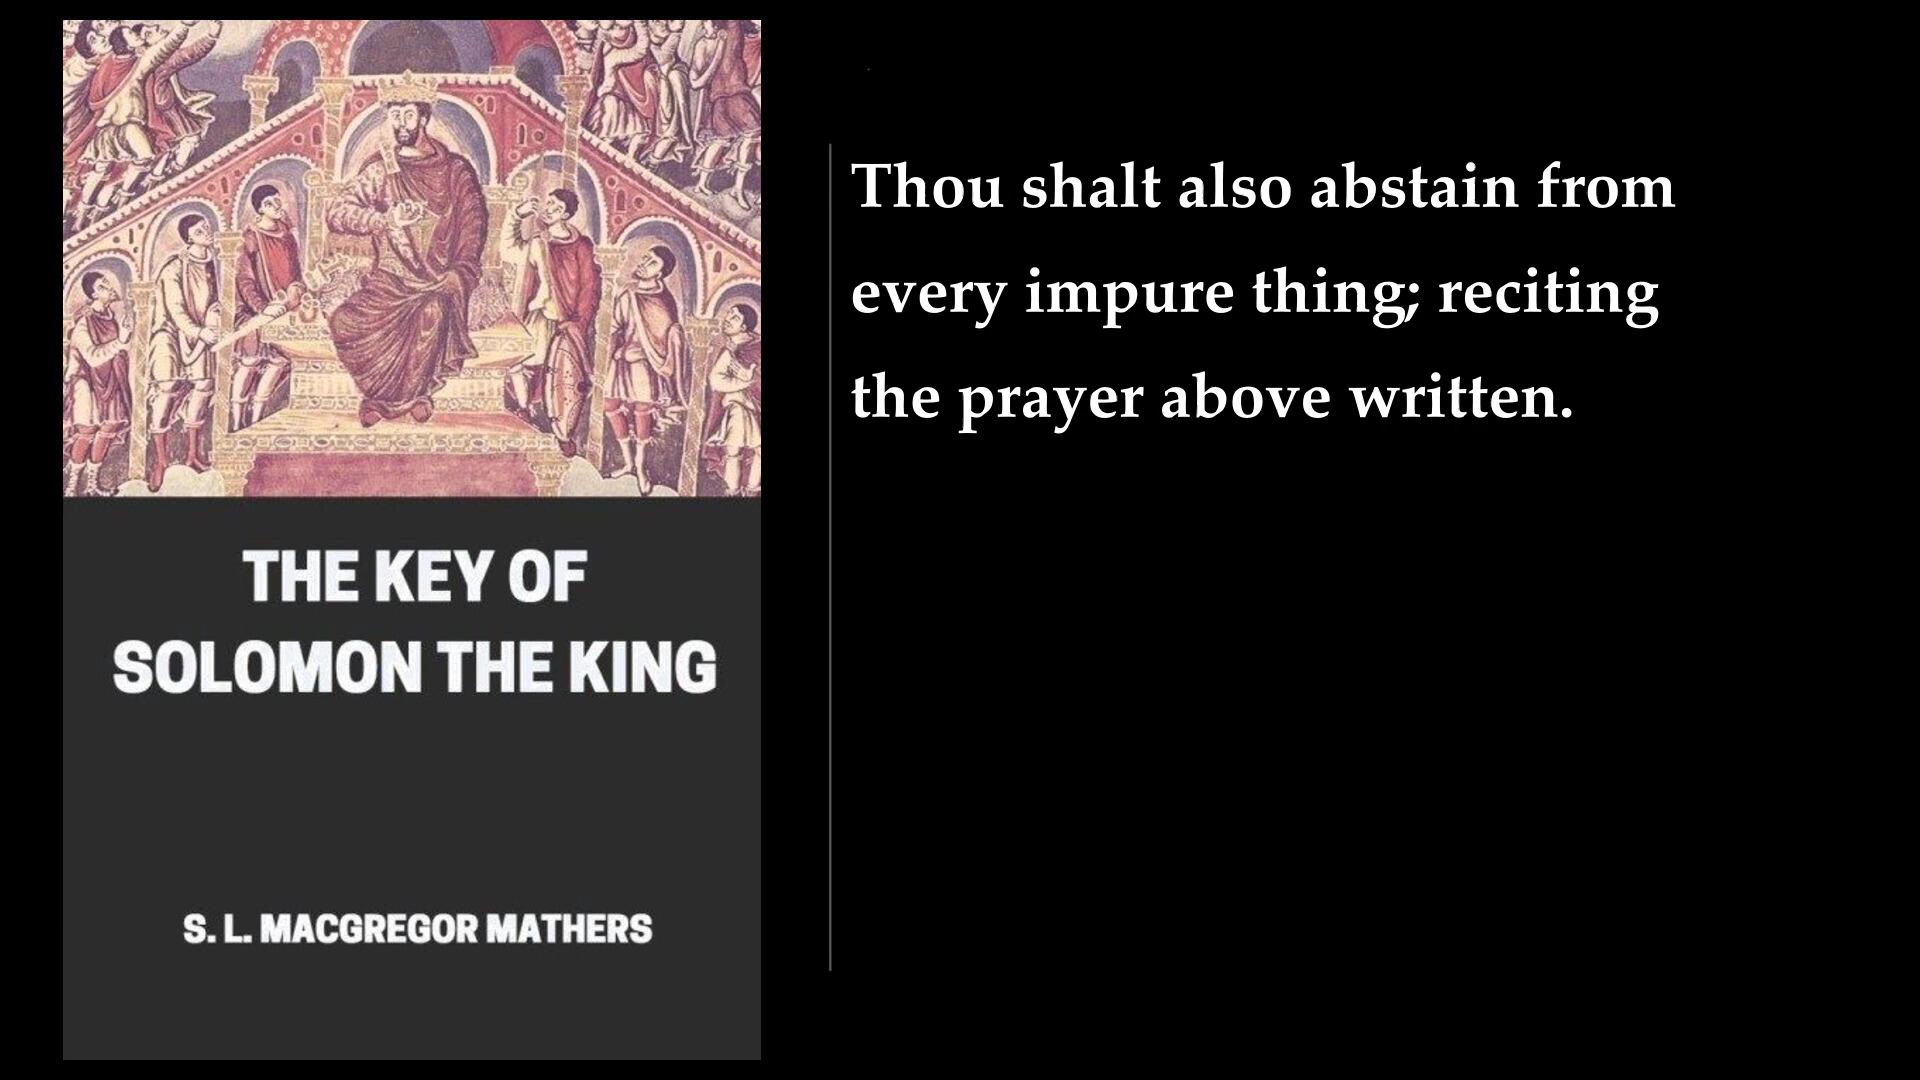 THE KEY OF
SOLOMON THE KING
S. L. MACGREGOR MATHERS
Thou shalt also abstain from
every impure thing; reciting
the prayer above written.